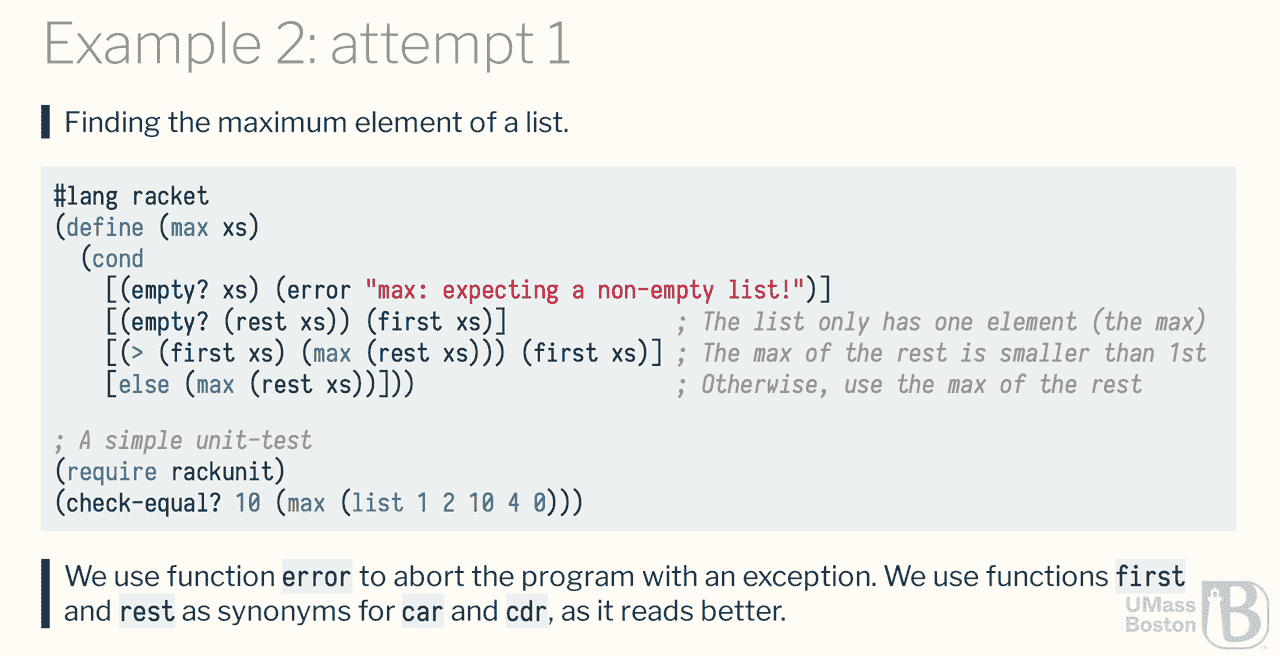 Example 2: attempt 1
Finding the maximum element of a list.
#lang racket
(define (max xs)
  (cond
    [(empty? xs) (error "max: expecting a non-empty list!")]
    [(empty? (rest xs)) (first xs)]             ; The list only has one element (the max)
    [(> (first xs) (max (rest xs))) (first xs)] ; The max of the rest is smaller than 1st
    [else (max (rest xs))]))                    ; Otherwise, use the max of the rest
; A simple unit-test
(require rackunit)
(check-equal? 10 (max (list 1 2 10 4 0)))
We use function error to abort the program with an exception. We use functions first
and rest as synonyms for car and cdr, as it reads better.
UMass
Boston
B